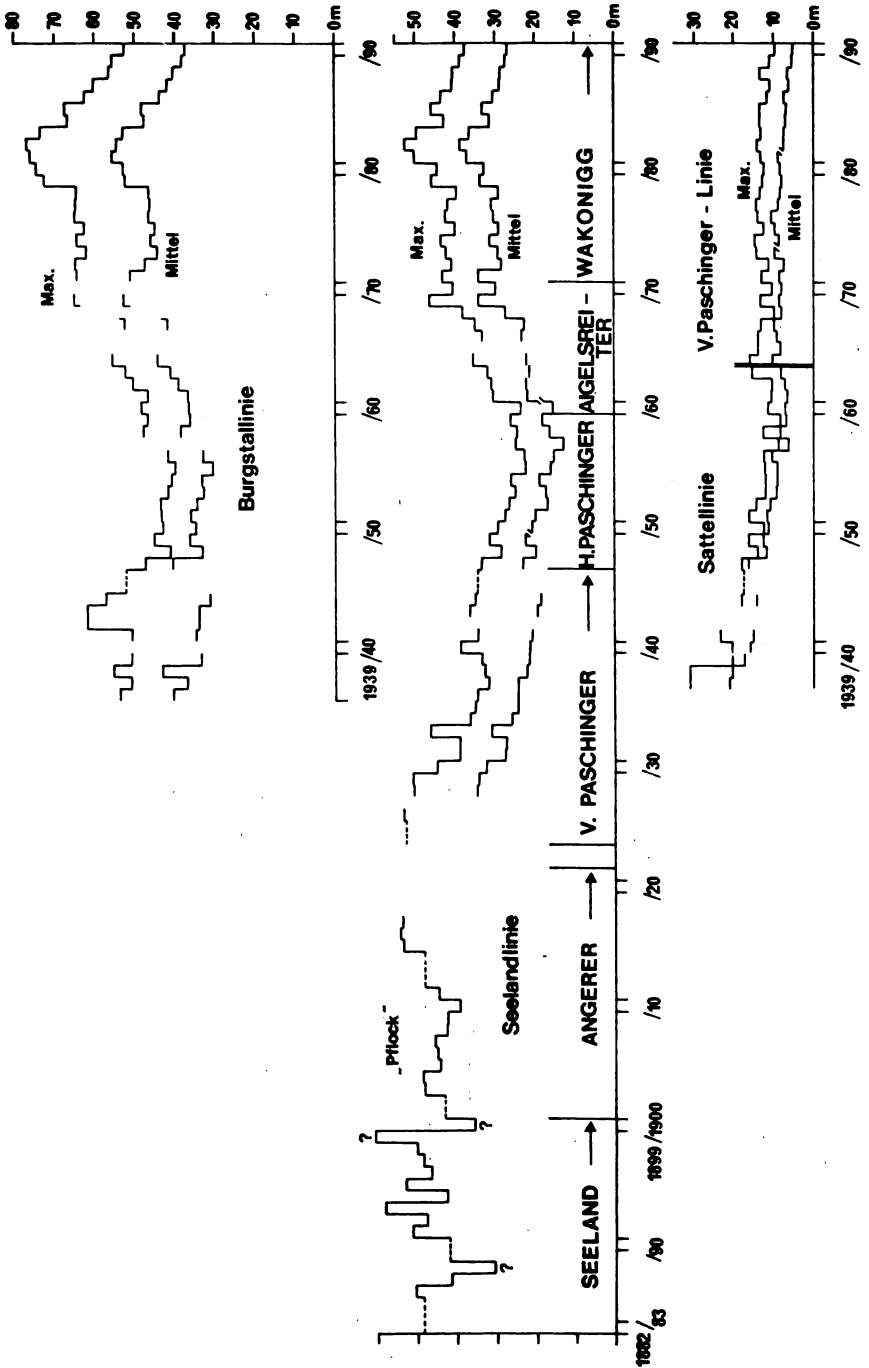 80
70
60
50
40
30
20
10
0m
Max.
Mittel
Burgstallinie
1939/40 /50 /60 /70 /80 /90
50
40
30
20
10
0m
Max.
Mittel
?
?
?
„Pflock"
Seelandlinie
SEELAND ANGERER V. PASCHINGER H.PASCHINGER AIGELSREI- WAKONIGG
TER
1882/83 /90 1899/1900 /10 /20 /30 /40 /50 /60 /70 /80 /90
30
20
10
0m
Sattellinie V.Paschinger - Linie
Max.
Mittel
1939/40 /50 /60 /70 /80 /90